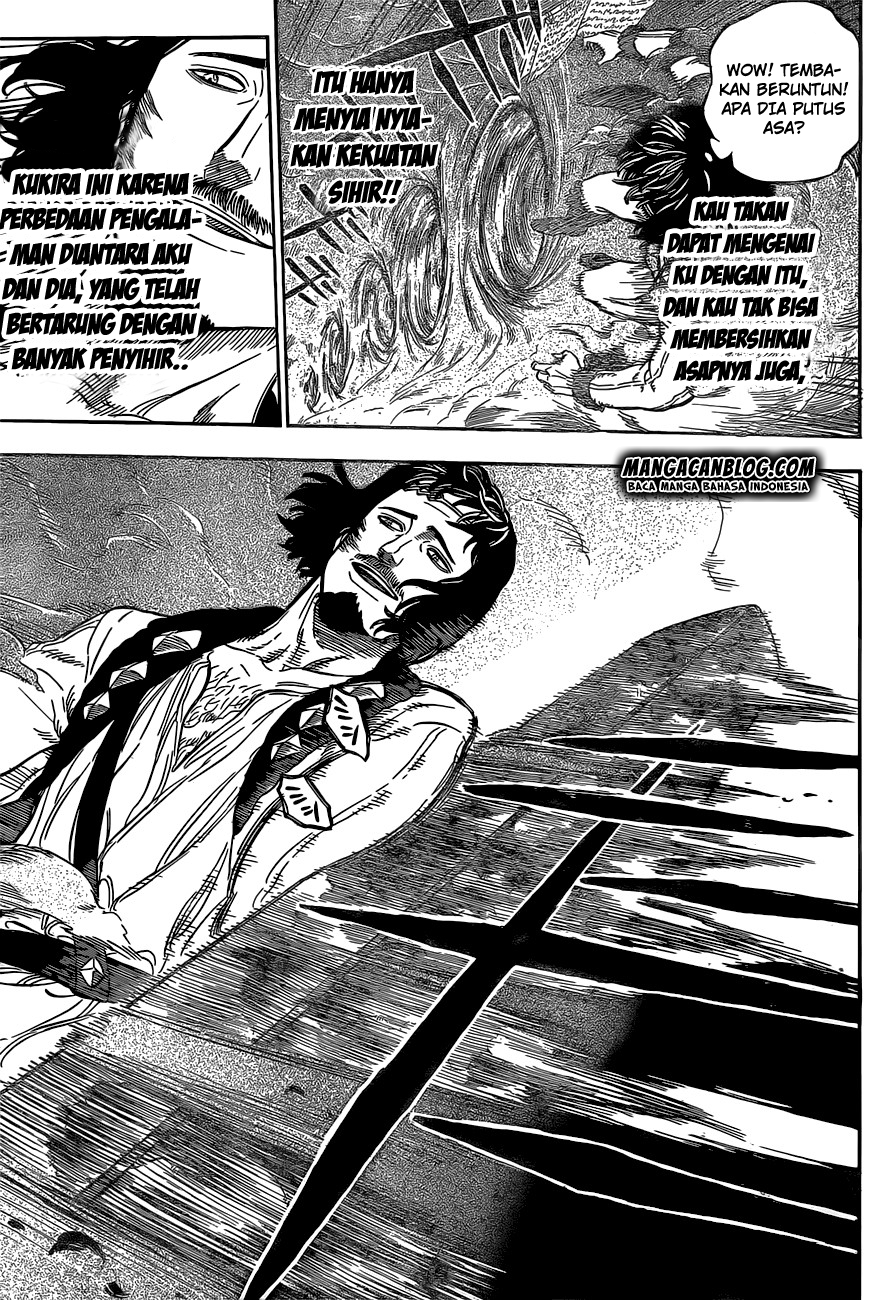 WOW! TEMBA-
KAN BERUNTUN!
APA DIA PUTUS
ASA?
KAU TAKAN
DAPAT MENGENAI
KU DENGAN ITU,
DAN KAU TAK BISA
MEMBERSIHKAN
ASAPNYA JUGA,
ITU HANYA
MENYIA NYIA-
KAN KEKUATAN
SIHIR!!
KUKIRA INI KARENA
PERBEDAAN PENGALA-
MAN DIANTARA AKU
DAN DIA, YANG TELAH
BERTARUNG DENGAN
BANYAK PENYIHIR..
MANGACANBLOG.COM
BACA MANGA BAHASA INDONESIA